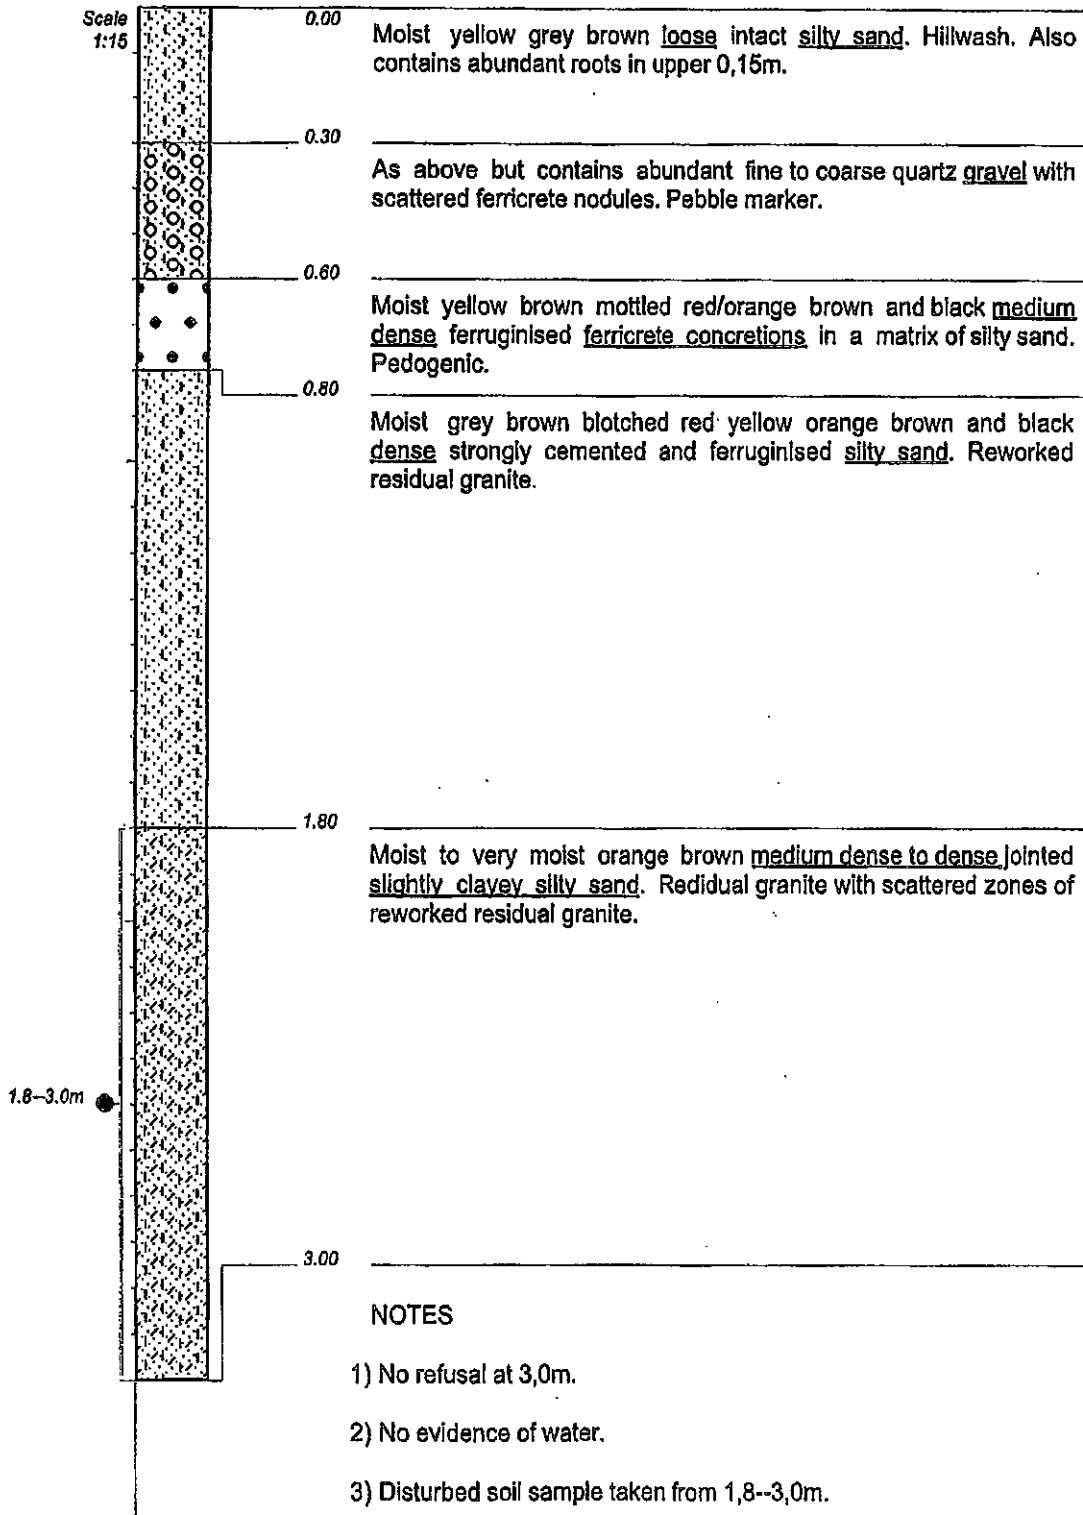 Scale
1:15
0.00
Moist yellow grey brown loose intact silty sand. Hillwash. Also
contains abundant roots in upper 0,15m.
0.30
As above but contains abundant fine to coarse quartz gravel with
scattered ferricrete nodules. Pebble marker.
0.60
Moist yellow brown mottled red/orange brown and black medium
dense ferruginised ferricrete concretions in a matrix of silty sand.
Pedogenic.
0.80
Moist grey brown blotched red yellow orange brown and black
dense strongly cemented and ferruginised silty sand. Reworked
residual granite.
1.80
Moist to very moist orange brown medium dense to dense jointed
slightly clayey silty sand. Redidual granite with scattered zones of
reworked residual granite.
1.8--3.0m
3.00
NOTES
1) No refusal at 3,0m.
2) No evidence of water.
3) Disturbed soil sample taken from 1,8--3,0m.